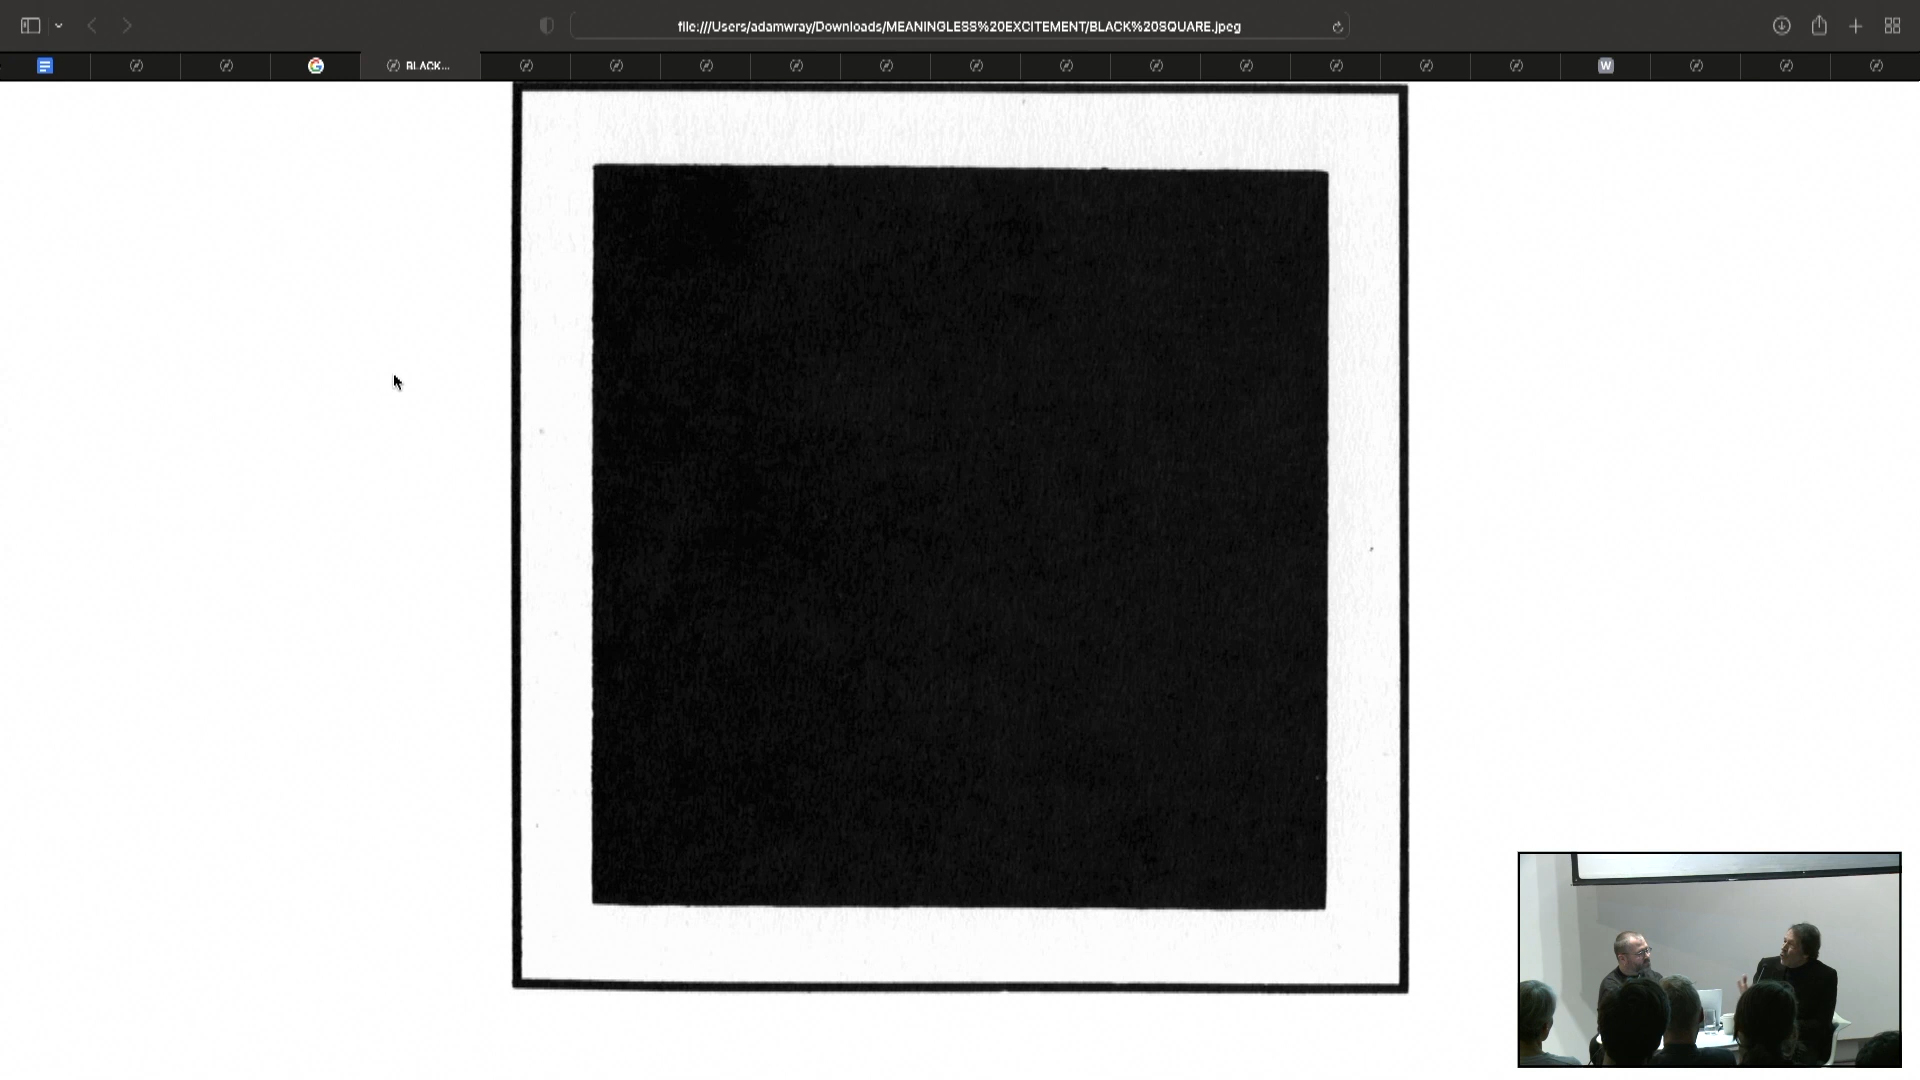 file:///Users/adamwray/Downloads/MEANINGLESS%20EXCITEMENT/BLACK%20SQUARE.jpeg
BLACK...
W